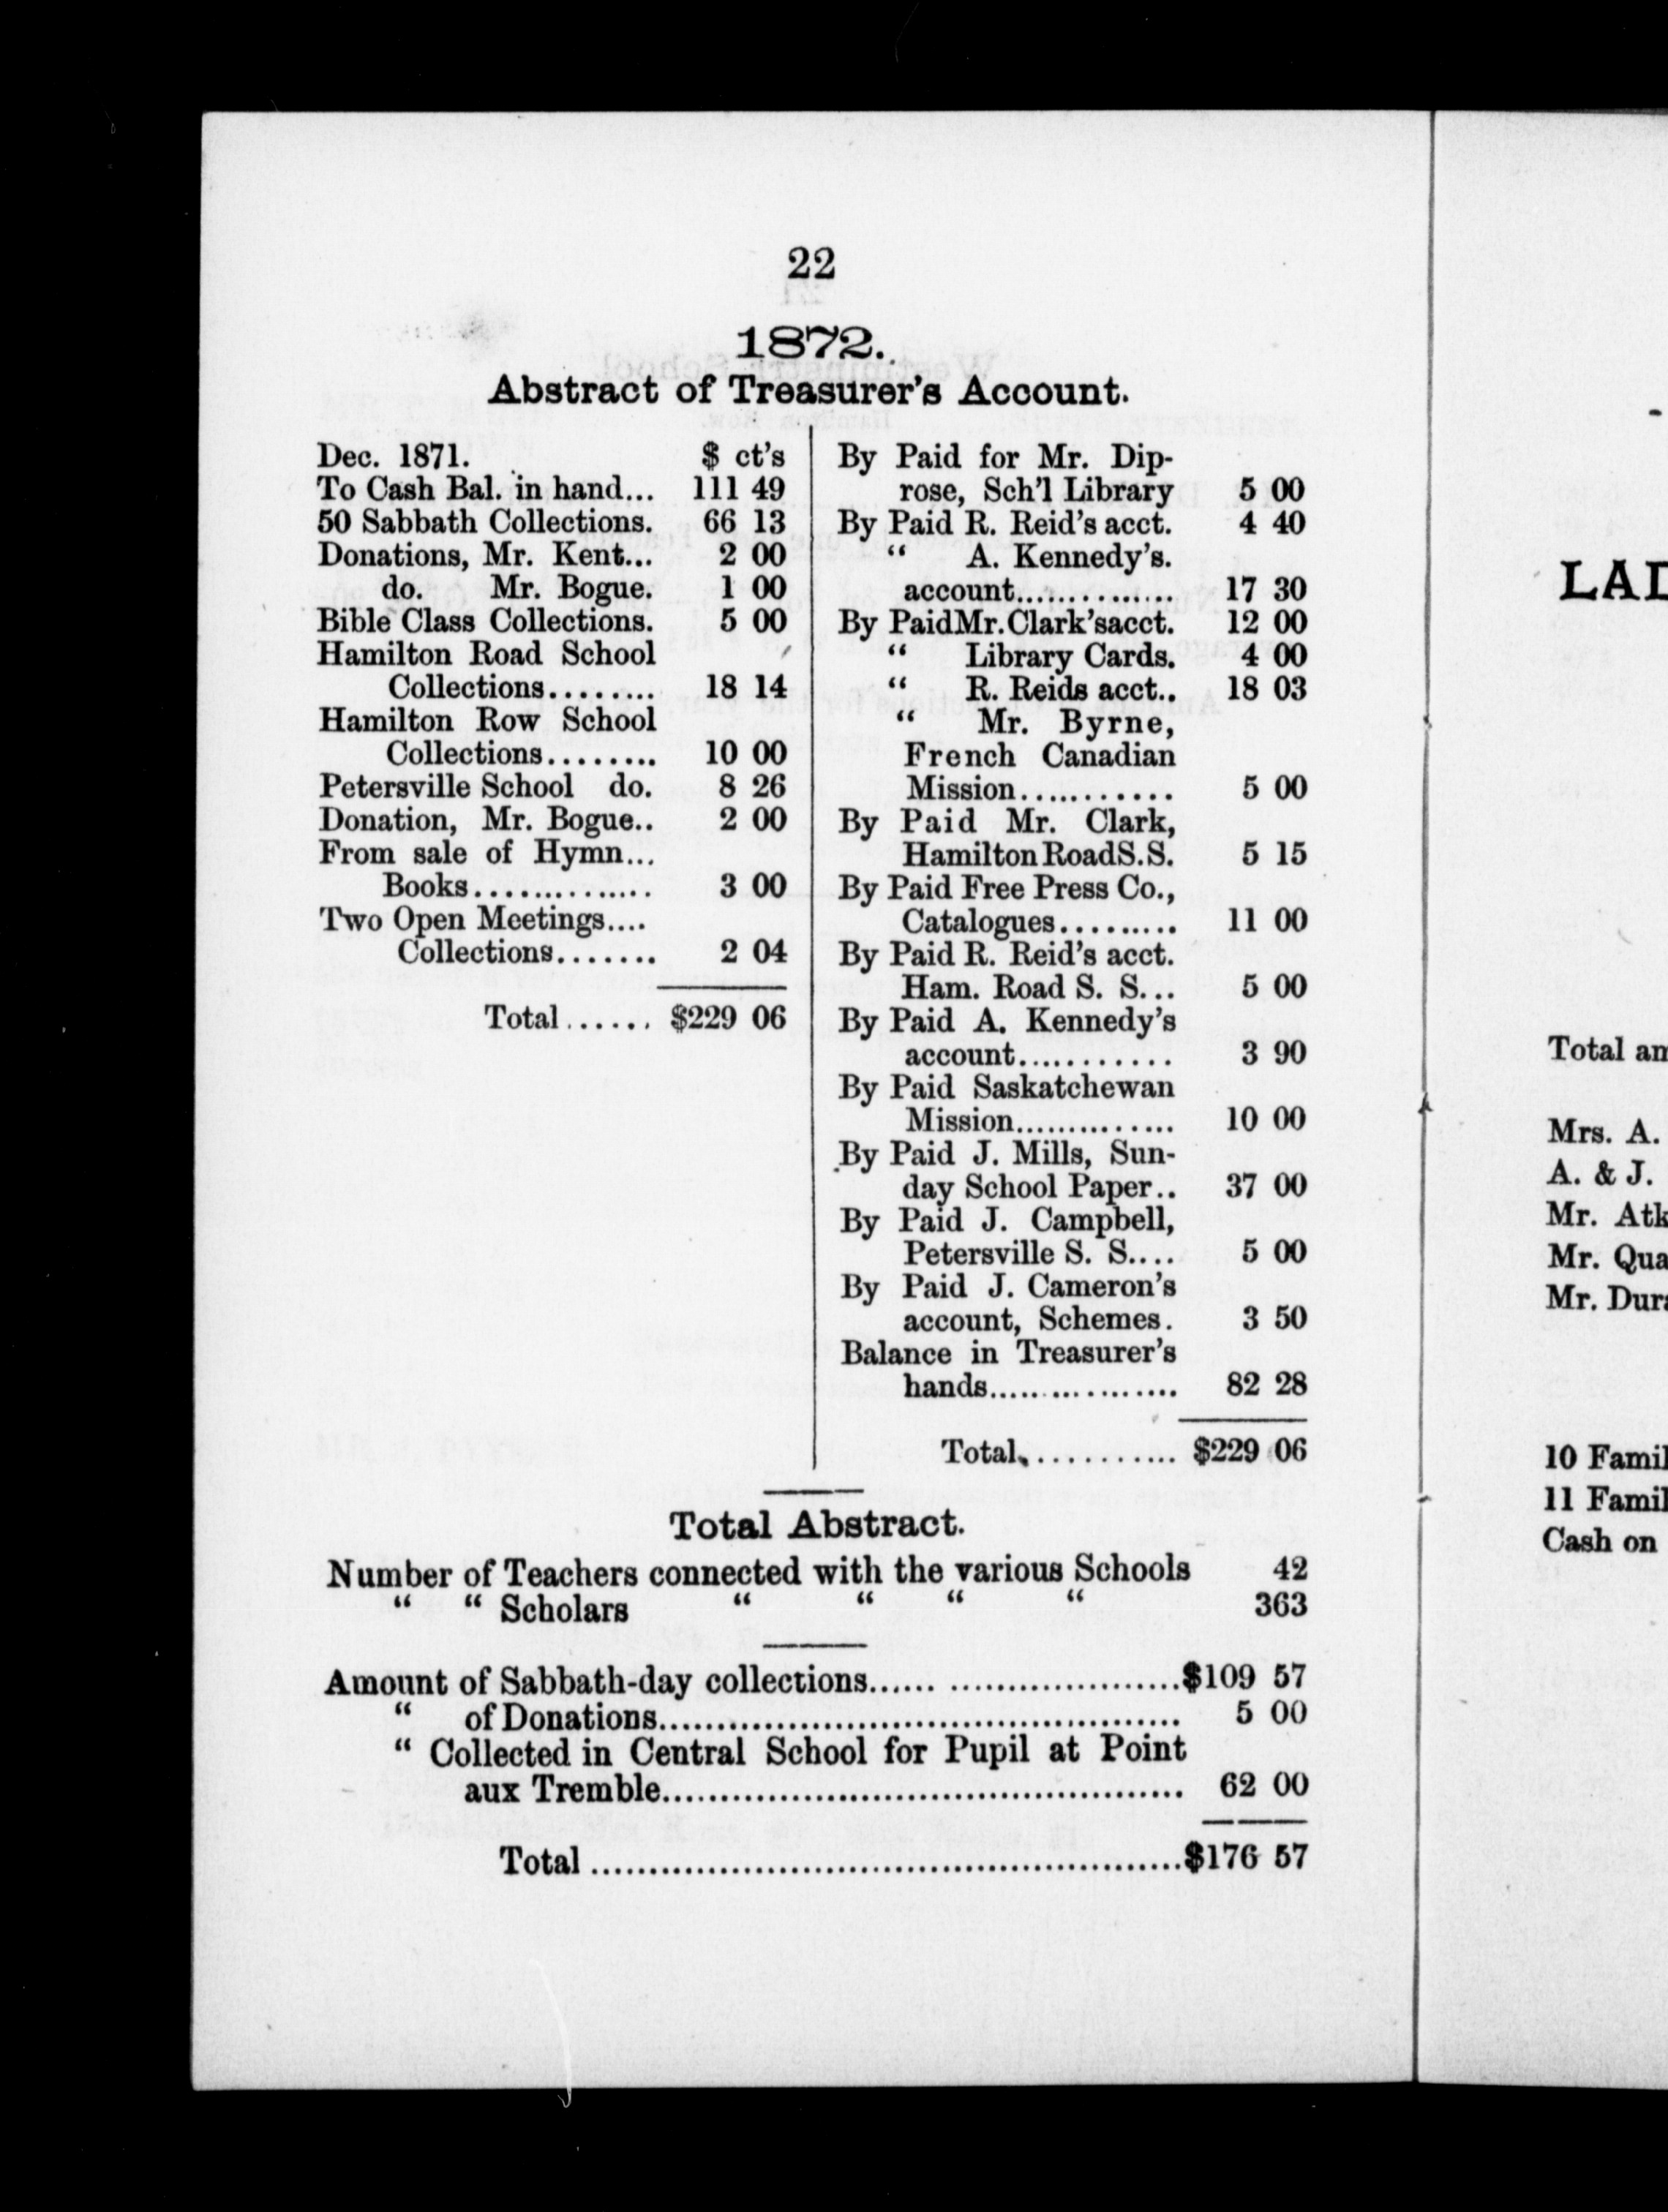 22
1872.
Abstract of Treasurer's Account.
Dec. 1871. $ ct's
To Cash Bal. in hand... 111 49
50 Sabbath Collections. 66 13
Donations, Mr. Kent... 2 00
do. Mr. Bogue. 1 00
Bible Class Collections. 5 00
Hamilton Road School
Collections........ 18 14
Hamilton Row School
Collections........ 10 00
Petersville School do. 8 26
Donation, Mr. Bogue.. 2 00
From sale of Hymn...
Books.............. 3 00
Two Open Meetings....
Collections....... 2 04
Total...... $229 06
By Paid for Mr. Dip-
rose, Sch'l Library 5 00
By Paid R. Reid's acct. 4 40
“ A. Kennedy's.
account.............. 17 30
By Paid Mr. Clark's acct. 12 00
“ Library Cards. 4 00
“ R. Reids acct.. 18 03
“ Mr. Byrne,
French Canadian
Mission............ 5 00
By Paid Mr. Clark,
Hamilton Road S. S. 5 15
By Paid Free Press Co.,
Catalogues......... 11 00
By Paid R. Reid's acct.
Ham. Road S. S... 5 00
By Paid A. Kennedy's
account........... 3 90
By Paid Saskatchewan
Mission.............. 10 00
By Paid J. Mills, Sun-
day School Paper.. 37 00
By Paid J. Campbell,
Petersville S. S.... 5 00
By Paid J. Cameron's
account, Schemes. 3 50
Balance in Treasurer's
hands................. 82 28
Total............ $229 06
Total Abstract.
Number of Teachers connected with the various Schools 42
“ “ Scholars “ “ “ “ 363
Amount of Sabbath-day collections...... .....................$109 57
“ of Donations............................................... 5 00
“ Collected in Central School for Pupil at Point
aux Tremble............................................... 62 00
Total .....................................................$176 57
Total
Mrs. A.
A. & J.
Mr.
Mr.
Mr.
10
11
Cash on